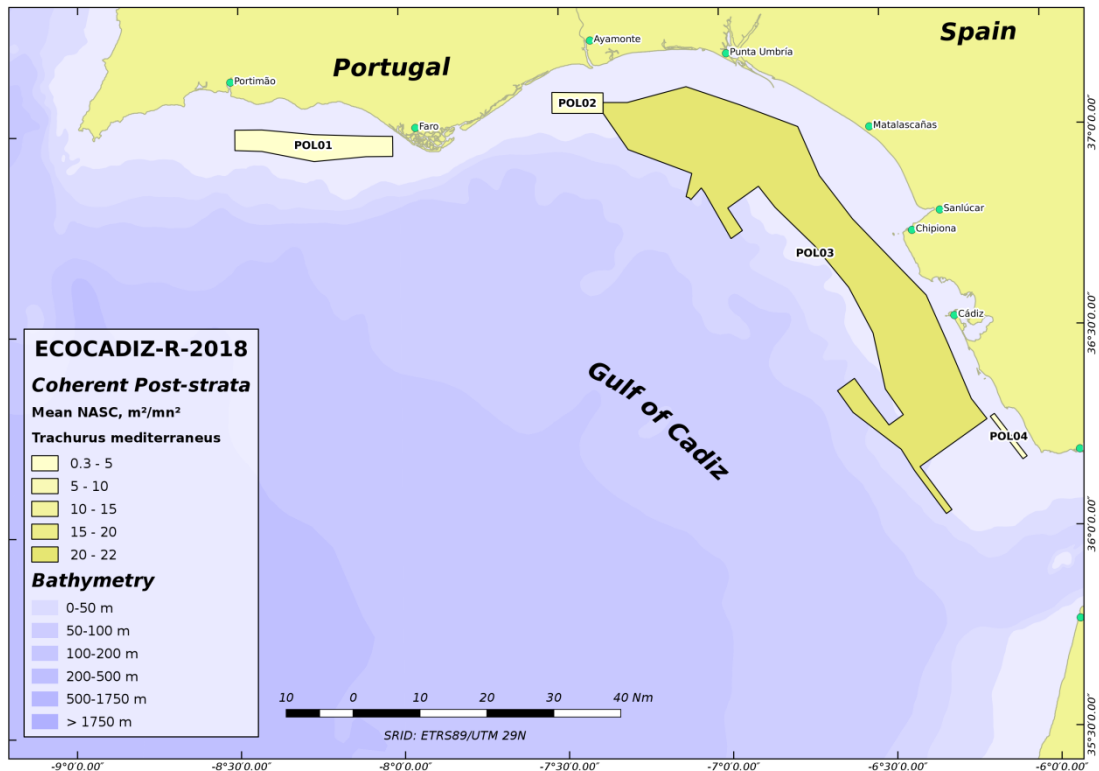 Spain
Portugal
Ayamonte
Punta Umbría
Portimão
POL02
Faro
Matalascañas
POL01
Sanlúcar
Chipiona
POL03
Cádiz
Gulf of Cadiz
POL04
37°0'0.00"
36°30'0.00"
36°0'0.00"
35°30'0.00"
ECOCADIZ-R-2018
Coherent Post-strata
Mean NASC, m²/mn²
Trachurus mediterraneus
0.3 - 5
5 - 10
10 - 15
15 - 20
20 - 22
Bathymetry
0-50 m
50-100 m
100-200 m
200-500 m
500-1750 m
> 1750 m
10 0 10 20 30 40 Nm
SRID: ETRS89/UTM 29N
-9°0'0.00" -8°30'0.00" -8°0'0.00" -7°30'0.00" -7°0'0.00" -6°30'0.00" -6°0'0.00"